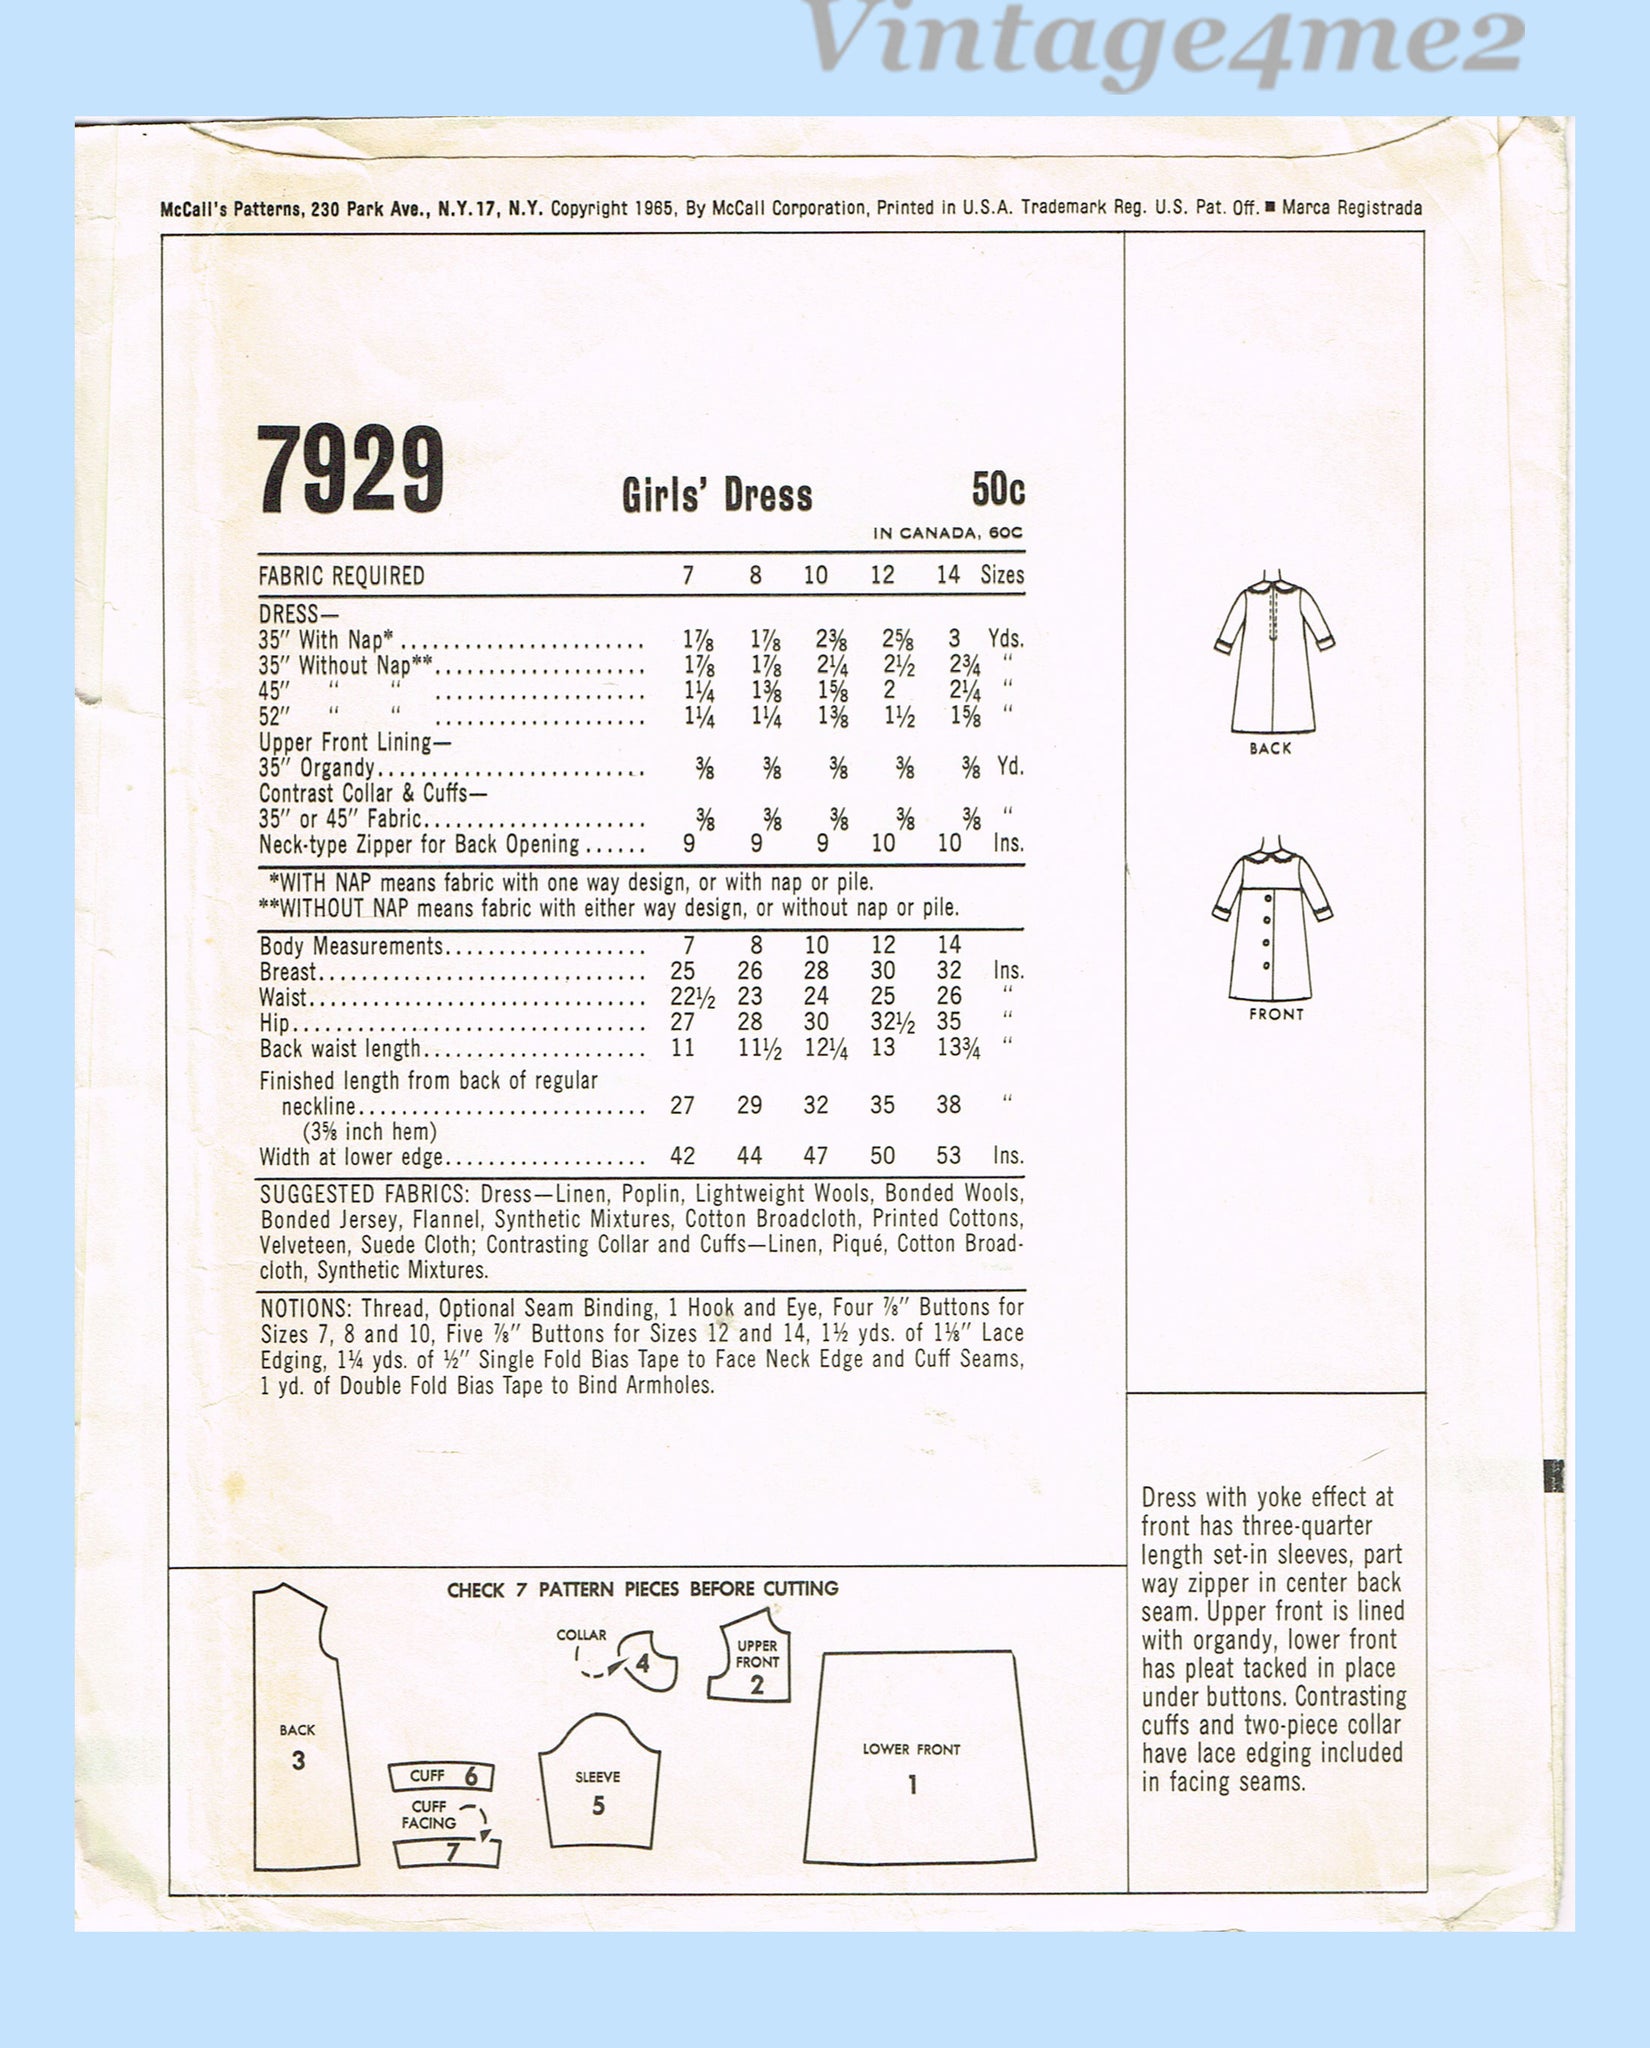 Vintage4me2
McCall's Patterns, 230 Park Ave., N.Y.17, N.Y. Copyright 1965, By McCall Corporation, Printed in U.S.A. Trademark Reg. U.S. Pat. Off. ■ Marca Registrada
7929 Girls' Dress 50c
IN CANADA, 60C
FABRIC REQUIRED 7 8 10 12 14 Sizes
DRESS—
35" With Nap* ....................... 1⅞ 1⅞ 2⅜ 2⅝ 3 Yds.
35" Without Nap**.................... 1⅞ 1⅞ 2¼ 2½ 2¾ "
45" " " .................... 1¼ 1⅜ 1⅝ 2 2¼ "
52" " " .................... 1¼ 1¼ 1⅜ 1½ 1⅝ "
Upper Front Lining—
35" Organdy......................... ⅜ ⅜ ⅜ ⅜ ⅜ Yd.
Contrast Collar & Cuffs—
35" or 45" Fabric..................... ⅜ ⅜ ⅜ ⅜ ⅜ "
Neck-type Zipper for Back Opening ...... 9 9 9 10 10 Ins.
*WITH NAP means fabric with one way design, or with nap or pile.
**WITHOUT NAP means fabric with either way design, or without nap or pile.
Body Measurements................... 7 8 10 12 14
Breast............................... 25 26 28 30 32 Ins.
Waist................................ 22½ 23 24 25 26 "
Hip.................................. 27 28 30 32½ 35 "
Back waist length..................... 11 11½ 12¼ 13 13¾ "
Finished length from back of regular
neckline........................... 27 29 32 35 38 "
(3⅝ inch hem)
Width at lower edge................... 42 44 47 50 53 Ins.
SUGGESTED FABRICS: Dress—Linen, Poplin, Lightweight Wools, Bonded Wools,
Bonded Jersey, Flannel, Synthetic Mixtures, Cotton Broadcloth, Printed Cottons,
Velveteen, Suede Cloth; Contrasting Collar and Cuffs—Linen, Piqué, Cotton Broad-
cloth, Synthetic Mixtures.
NOTIONS: Thread, Optional Seam Binding, 1 Hook and Eye, Four ⅞" Buttons for
Sizes 7, 8 and 10, Five ⅞" Buttons for Sizes 12 and 14, 1½ yds. of 1⅛" Lace
Edging, 1¼ yds. of ½" Single Fold Bias Tape to Face Neck Edge and Cuff Seams,
1 yd. of Double Fold Bias Tape to Bind Armholes.
BACK
FRONT
Dress with yoke effect at
front has three-quarter
length set-in sleeves, part
way zipper in center back
seam. Upper front is lined
with organdy, lower front
has pleat tacked in place
under buttons. Contrasting
cuffs and two-piece collar
have lace edging included
in facing seams.
CHECK 7 PATTERN PIECES BEFORE CUTTING
BACK
3
COLLAR
4
UPPER
FRONT
2
CUFF 6
CUFF
FACING
7
SLEEVE
5
LOWER FRONT
1